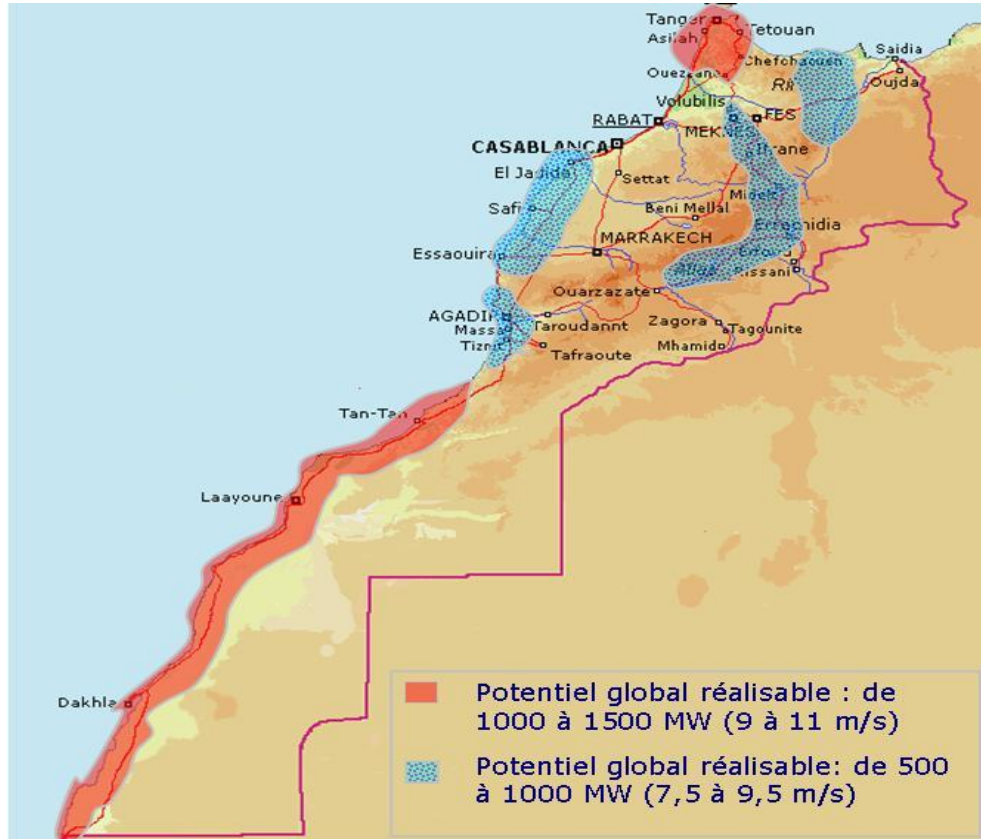 Tanger
Tetouan
Asilah
Chefchaouen
Saidia
Ouezzane
Oujda
Volubilis
RABAT
FES
MEKNES
CASABLANCA
Ifrane
El Jadida
Settat
Midelt
Safi
Beni Mellal
Errachidia
MARRAKECH
Essaouira
Erfoud
Rissani
Ouarzazate
AGADIR
Zagora
Taroudannt
Tagounite
Massa
Tiznit
Mhamid
Tafraoute
Tan-Tan
Laayoune
Dakhla
Potentiel global réalisable : de
1000 à 1500 MW (9 à 11 m/s)
Potentiel global réalisable: de 500
à 1000 MW (7,5 à 9,5 m/s)